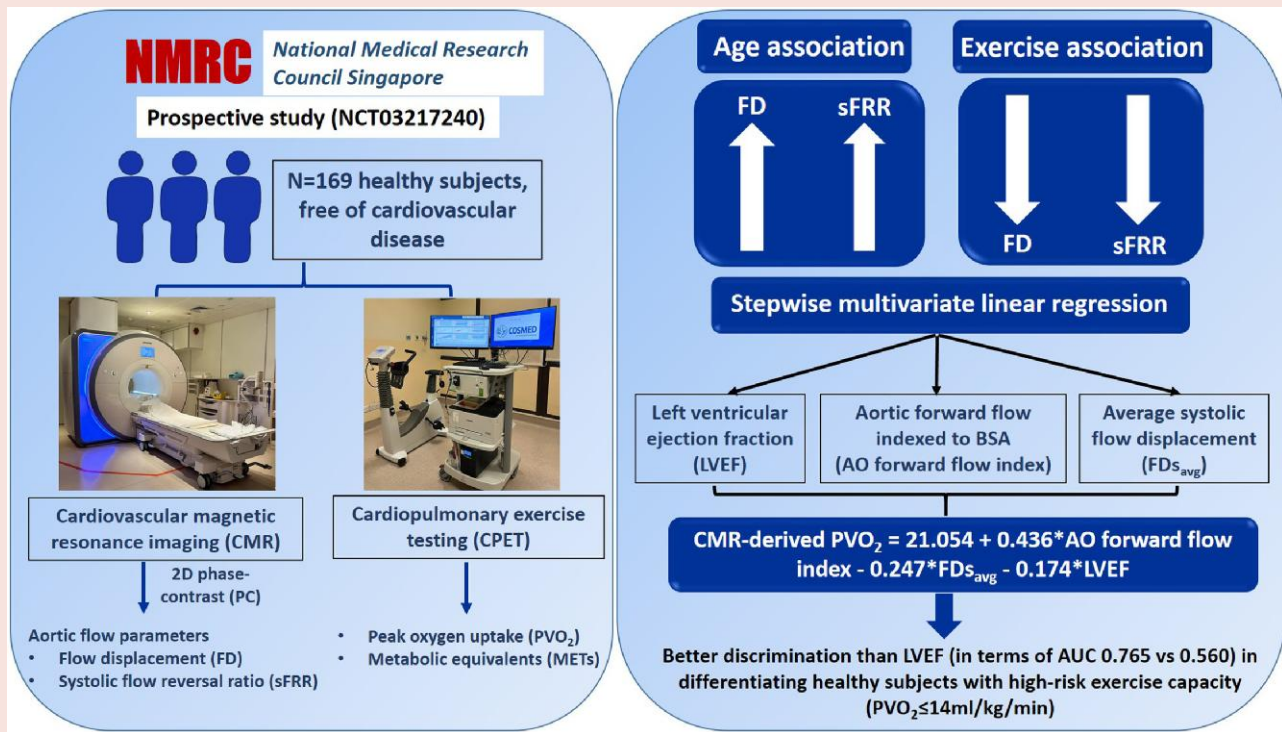 NMRC
National Medical Research
Council Singapore
Prospective study (NCT03217240)
N=169 healthy subjects,
free of cardiovascular
disease
COSMED
Cardiovascular magnetic
resonance imaging (CMR)
Cardiopulmonary exercise
testing (CPET)
2D phase-
contrast (PC)
Aortic flow parameters
• Flow displacement (FD)
• Systolic flow reversal ratio (sFRR)
• Peak oxygen uptake (PVO₂)
• Metabolic equivalents (METs)
Age association
FD sFRR
Exercise association
FD sFRR
Stepwise multivariate linear regression
Left ventricular
ejection fraction
(LVEF)
Aortic forward flow
indexed to BSA
(AO forward flow index)
Average systolic
flow displacement
(FDsavg)
CMR-derived PVO₂ = 21.054 + 0.436*AO forward flow
index - 0.247*FDsavg - 0.174*LVEF
Better discrimination than LVEF (in terms of AUC 0.765 vs 0.560) in
differentiating healthy subjects with high-risk exercise capacity
(PVO₂≤14ml/kg/min)